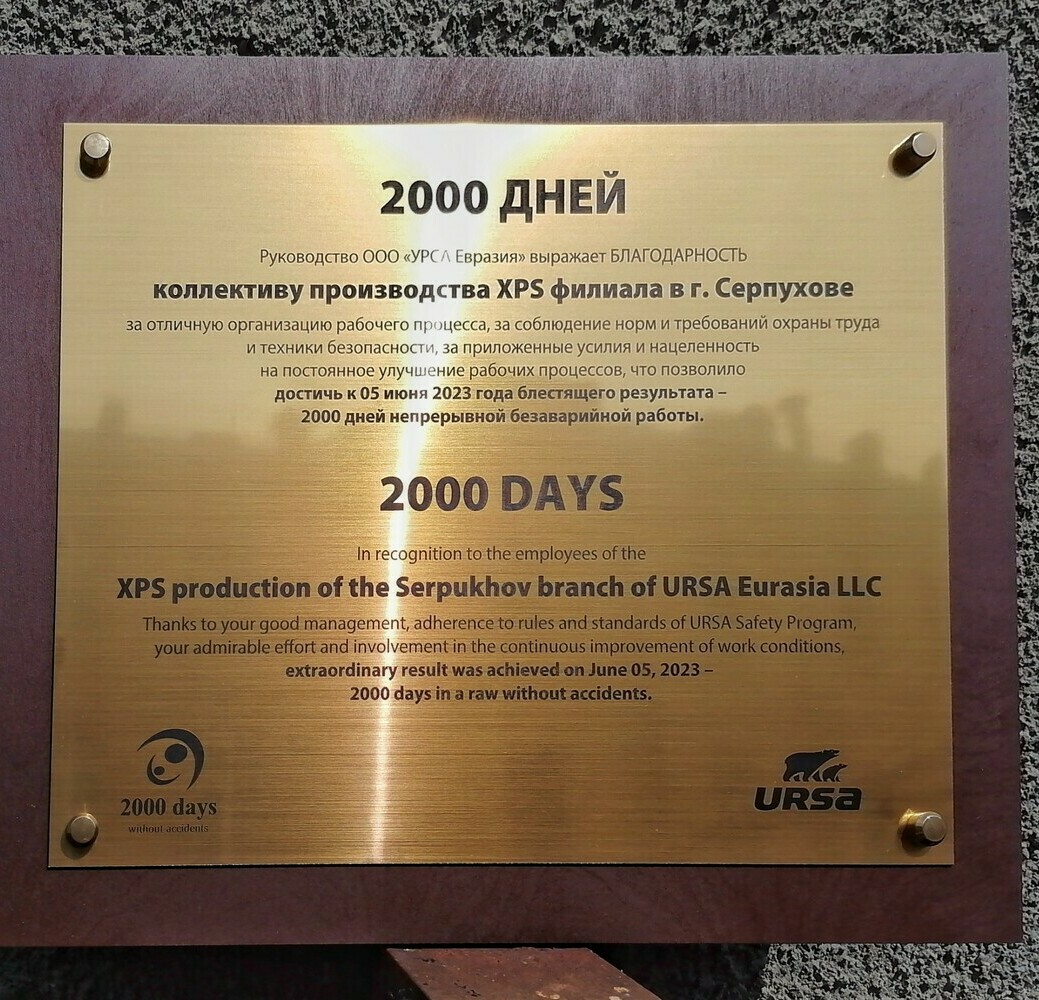 2000 ДНЕЙ
Руководство ООО «УРСА Евразия» выражает БЛАГОДАРНОСТЬ
коллективу производства XPS филиала в г. Серпухове
за отличную организацию рабочего процесса, за соблюдение норм и требований охраны труда
и техники безопасности, за приложенные усилия и нацеленность
на постоянное улучшение рабочих процессов, что позволило
достичь к 05 июня 2023 года блестящего результата –
2000 дней непрерывной безаварийной работы.
2000 DAYS
In recognition to the employees of the
XPS production of the Serpukhov branch of URSA Eurasia LLC
Thanks to your good management, adherence to rules and standards of URSA Safety Program,
your admirable effort and involvement in the continuous improvement of work conditions,
extraordinary result was achieved on June 05, 2023 –
2000 days in a raw without accidents.
2000 days
without accidents
URSA